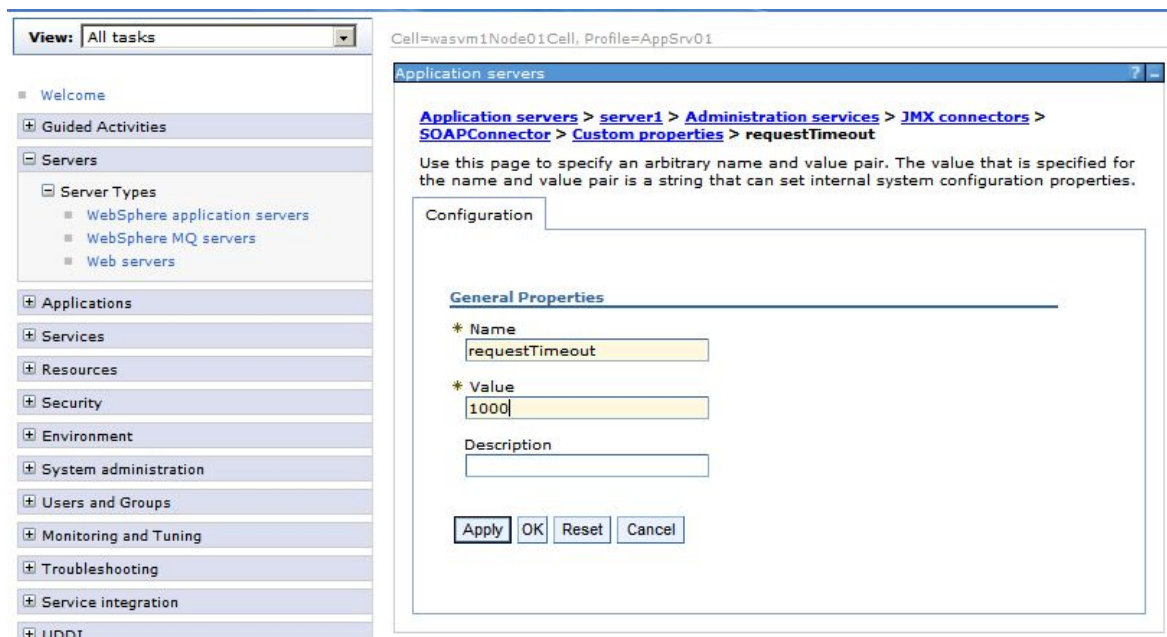 View: All tasks
Cell=wasvm1Node01Cell, Profile=AppSrv01
Welcome
Guided Activities
Servers
Server Types
WebSphere application servers
WebSphere MQ servers
Web servers
Applications
Services
Resources
Security
Environment
System administration
Users and Groups
Monitoring and Tuning
Troubleshooting
Service integration
UDDI
Application servers ? -
Application servers > server1 > Administration services > JMX connectors >
SOAPConnector > Custom properties > requestTimeout
Use this page to specify an arbitrary name and value pair. The value that is specified for
the name and value pair is a string that can set internal system configuration properties.
Configuration
General Properties
* Name
requestTimeout
* Value
1000
Description
Apply OK Reset Cancel